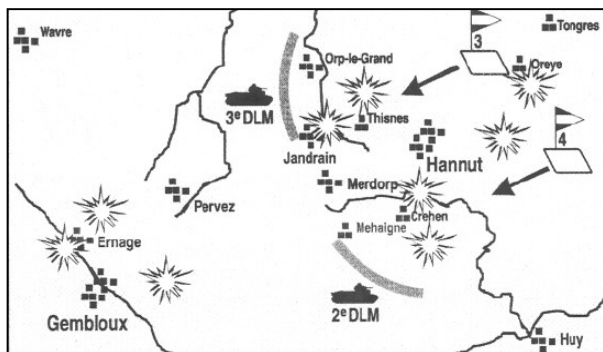 Wavre
Orp-le-Grand
3
Tongres
Oreye
3e DLM
Thisnes
4
Jandrain
Hannut
Merdorp
Pervez
Crehen
Mehaigne
Ernage
2e DLM
Gembloux
Huy